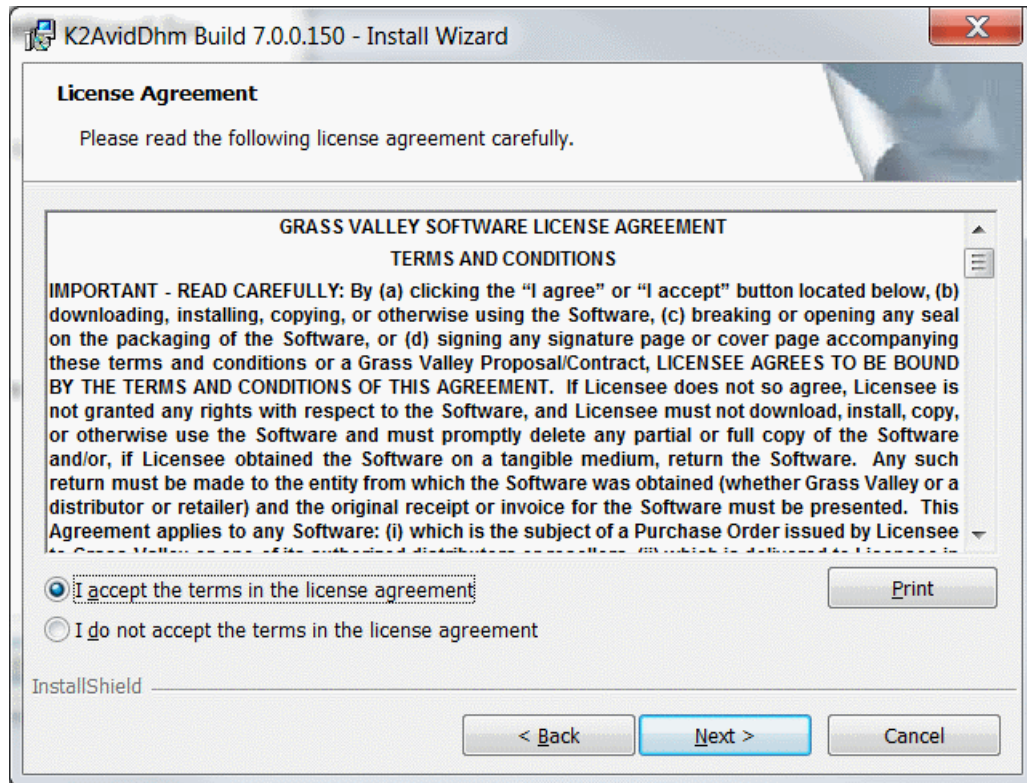 K2AvidDhm Build 7.0.0.150 - Install Wizard
License Agreement
Please read the following license agreement carefully.
GRASS VALLEY SOFTWARE LICENSE AGREEMENT
TERMS AND CONDITIONS
IMPORTANT - READ CAREFULLY: By (a) clicking the “I agree” or “I accept” button located below, (b)
downloading, installing, copying, or otherwise using the Software, (c) breaking or opening any seal
on the packaging of the Software, or (d) signing any signature page or cover page accompanying
these terms and conditions or a Grass Valley Proposal/Contract, LICENSEE AGREES TO BE BOUND
BY THE TERMS AND CONDITIONS OF THIS AGREEMENT. If Licensee does not so agree, Licensee is
not granted any rights with respect to the Software, and Licensee must not download, install, copy,
or otherwise use the Software and must promptly delete any partial or full copy of the Software
and/or, if Licensee obtained the Software on a tangible medium, return the Software. Any such
return must be made to the entity from which the Software was obtained (whether Grass Valley or a
distributor or retailer) and the original receipt or invoice for the Software must be presented. This
Agreement applies to any Software: (i) which is the subject of a Purchase Order issued by Licensee
I accept the terms in the license agreement
Print
I do not accept the terms in the license agreement
InstallShield
< Back
Next >
Cancel